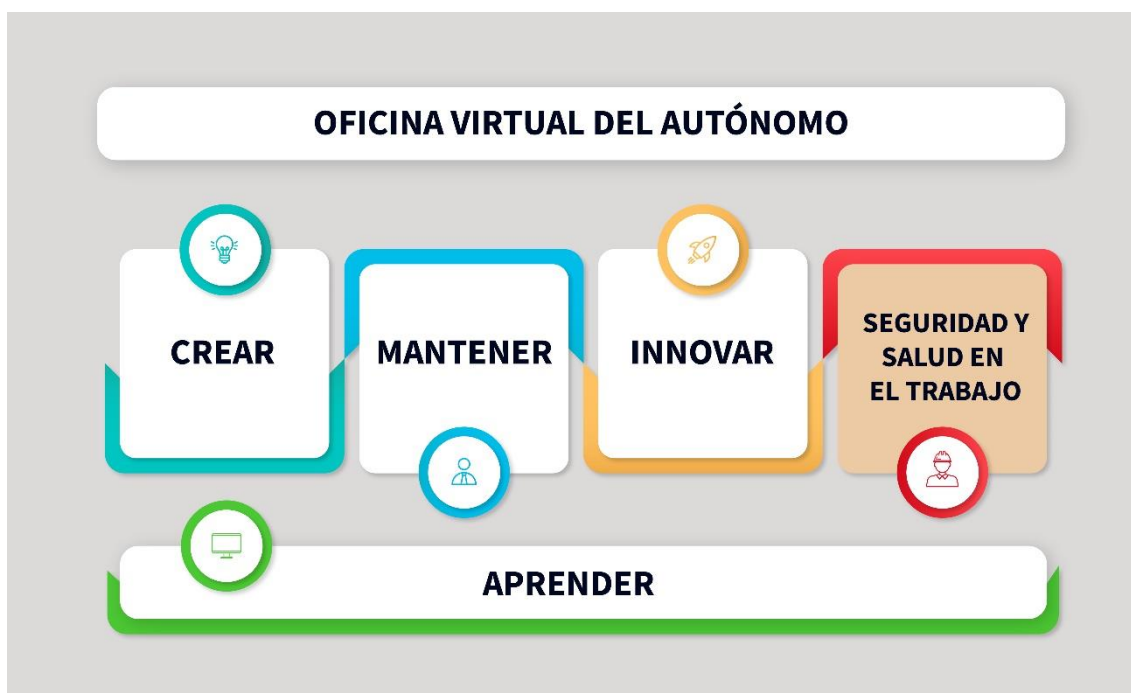 OFICINA VIRTUAL DEL AUTÓNOMO
CREAR
MANTENER
INNOVAR
SEGURIDAD Y
SALUD EN
EL TRABAJO
APRENDER